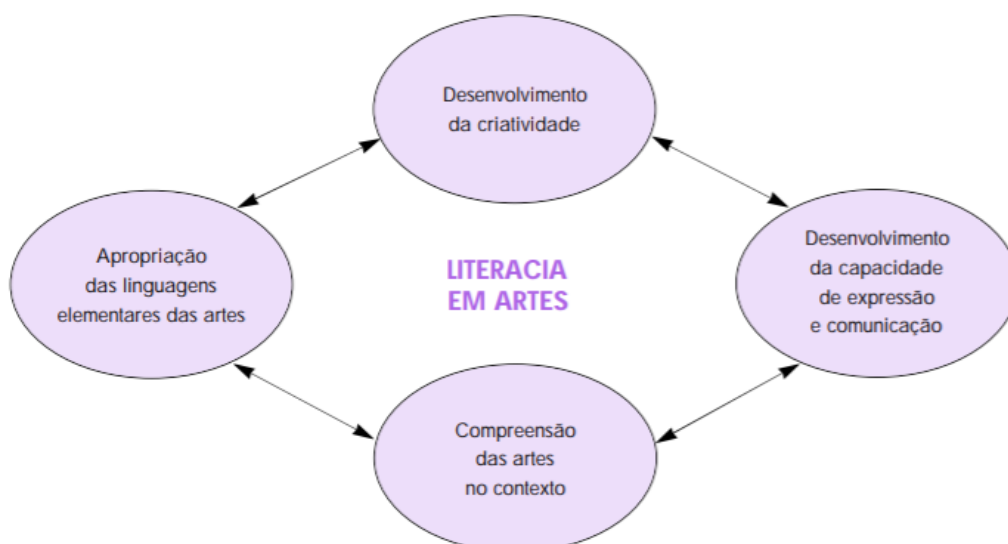 Desenvolvimento
da criatividade
Apropriação
das linguagens
elementares das artes
LITERACIA
EM ARTES
Desenvolvimento
da capacidade
de expressão
e comunicação
Compreensão
das artes
no contexto